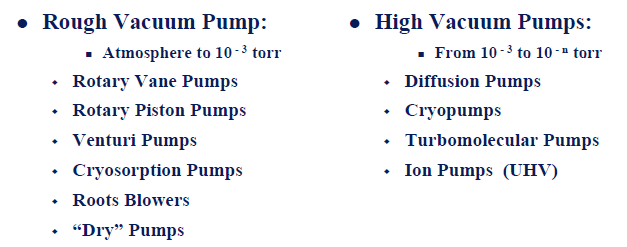 • Rough Vacuum Pump:
▪ Atmosphere to 10⁻³ torr
Rotary Vane Pumps
Rotary Piston Pumps
Venturi Pumps
Cryosorption Pumps
Roots Blowers
“Dry” Pumps
• High Vacuum Pumps:
▪ From 10⁻³ to 10⁻ⁿ torr
Diffusion Pumps
Cryopumps
Turbomolecular Pumps
Ion Pumps (UHV)